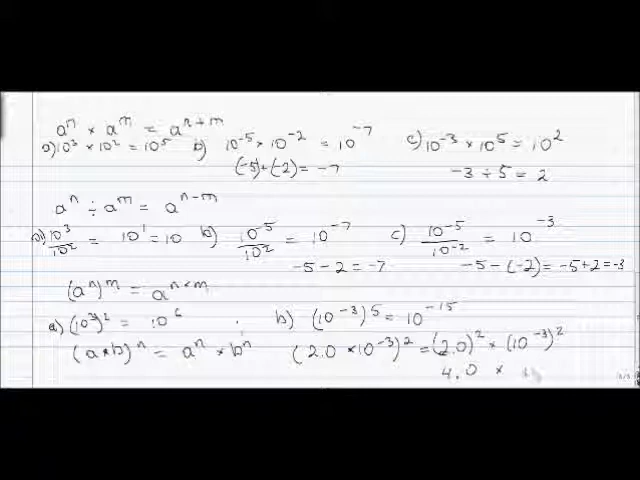 aⁿ × aᵐ = aⁿ⁺ᵐ
a) 10³ × 10² = 10⁵ b) 10⁻⁵ × 10⁻² = 10⁻⁷ c) 10⁻³ × 10⁵ = 10²
(-5)+(-2) = -7 -3 + 5 = 2
aⁿ ÷ aᵐ = aⁿ⁻ᵐ
a) 10³/10² = 10¹ = 10 b) 10⁻⁵/10² = 10⁻⁷ c) 10⁻⁵/10⁻² = 10⁻³
-5 - 2 = -7 -5 - (-2) = -5 + 2 = -3
(aⁿ)ᵐ = aⁿ ˣ ᵐ
a) (10³)² = 10⁶ b) (10⁻³)⁵ = 10⁻¹⁵
(a × b)ⁿ = aⁿ × bⁿ (2.0 × 10⁻³)² = (2.0)² × (10⁻³)²
4.0 ×